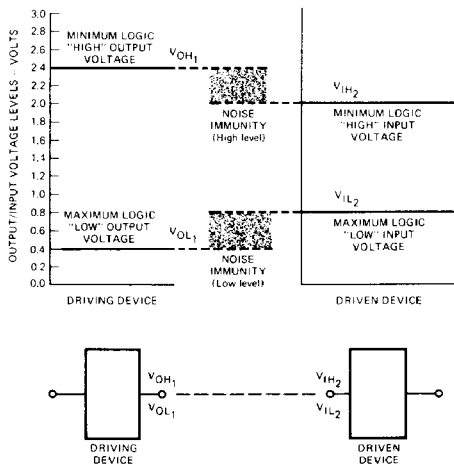 OUTPUT/INPUT VOLTAGE LEVELS - VOLTS
3.0
2.8
2.6
2.4
2.2
2.0
1.8
1.6
1.4
1.2
1.0
0.8
0.6
0.4
0.2
0.0
MINIMUM LOGIC
"HIGH" OUTPUT
VOLTAGE
VOH1
NOISE
IMMUNITY
(High level)
VIH2
MINIMUM LOGIC
"HIGH" INPUT
VOLTAGE
MAXIMUM LOGIC
"LOW" OUTPUT
VOLTAGE
VOL1
NOISE
IMMUNITY
(Low level)
VIL2
MAXIMUM LOGIC
"LOW" INPUT
VOLTAGE
DRIVING DEVICE
DRIVEN DEVICE
VOH1
VOL1
VIH2
VIL2
DRIVING
DEVICE
DRIVEN
DEVICE